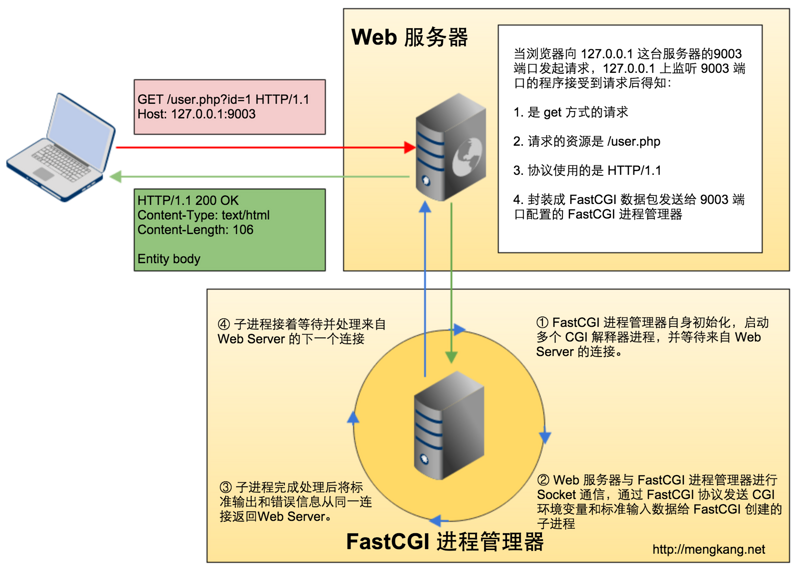 Web 服务器
当浏览器向 127.0.0.1 这台服务器的9003
端口发起请求，127.0.0.1 上监听 9003 端
口的程序接受到请求后得知：
1. 是 get 方式的请求
2. 请求的资源是 /user.php
3. 协议使用的是 HTTP/1.1
4. 封装成 FastCGI 数据包发送给 9003 端
口配置的 FastCGI 进程管理器
GET /user.php?id=1 HTTP/1.1
Host: 127.0.0.1:9003
HTTP/1.1 200 OK
Content-Type: text/html
Content-Length: 106
Entity body
④ 子进程接着等待并处理来自
Web Server 的下一个连接
① FastCGI 进程管理器自身初始化，启动
多个 CGI 解释器进程，并等待来自 Web
Server 的连接。
③ 子进程完成处理后将标
准输出和错误信息从同一连
接返回Web Server。
② Web 服务器与 FastCGI 进程管理器进行
Socket 通信，通过 FastCGI 协议发送 CGI
环境变量和标准输入数据给 FastCGI 创建的
子进程
FastCGI 进程管理器
http://mengkang.net